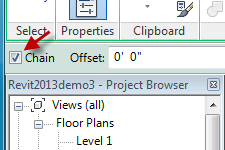 Select Properties Clipboard
Chain Offset: 0' 0"
Revit2013demo3 - Project Browser
Views (all)
Floor Plans
Level 1